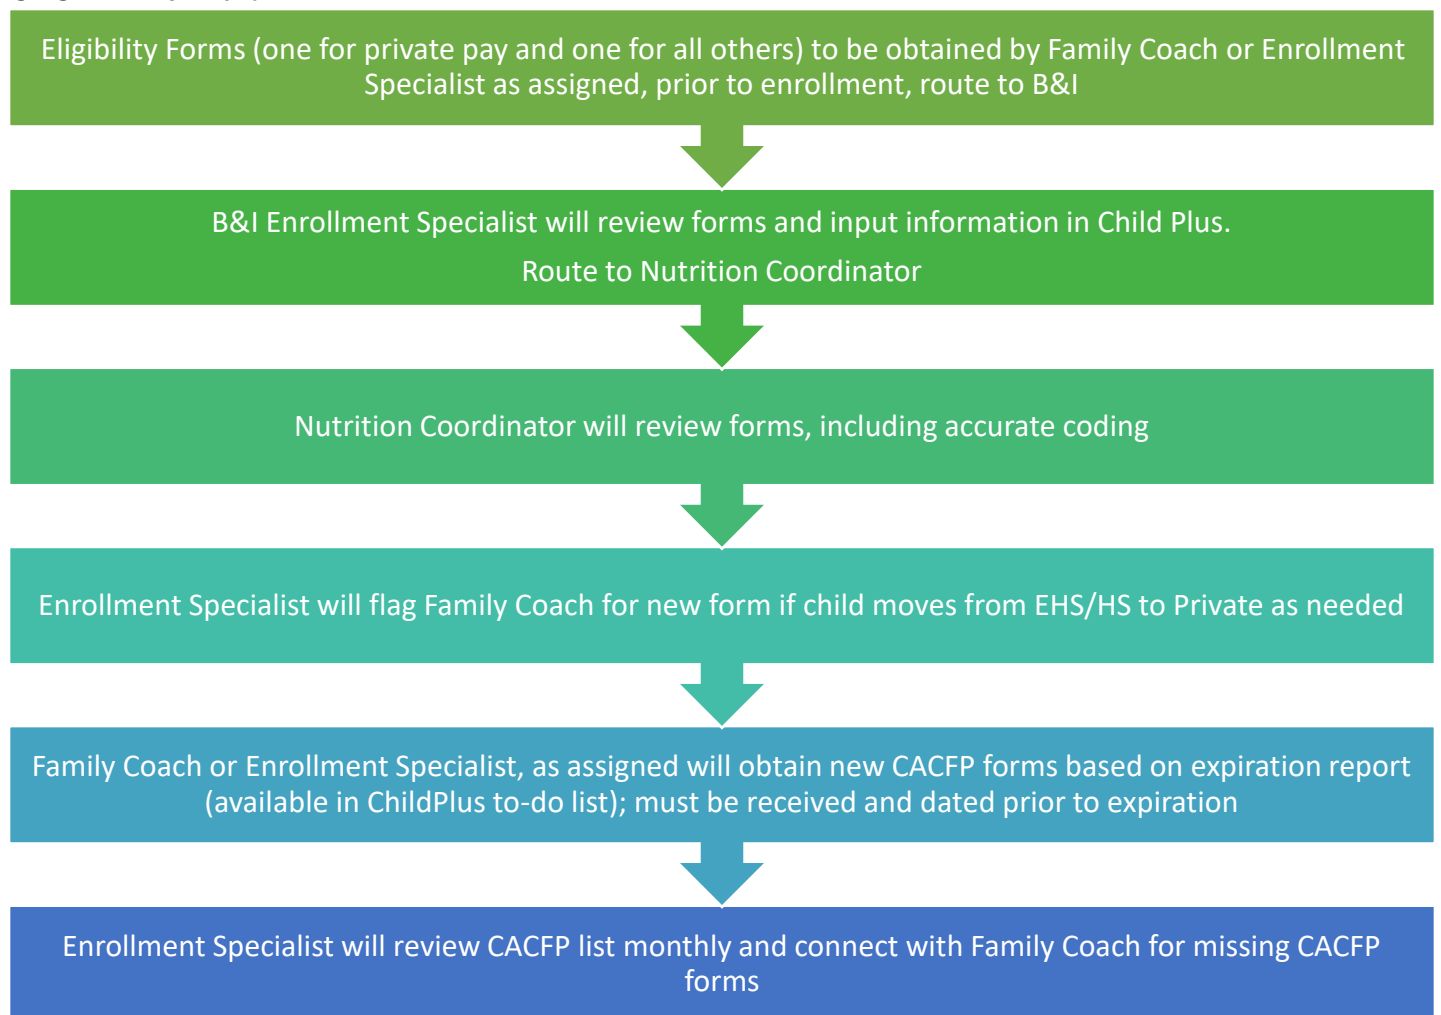 Eligibility Forms (one for private pay and one for all others) to be obtained by Family Coach or Enrollment
Specialist as assigned, prior to enrollment, route to B&I
B&I Enrollment Specialist will review forms and input information in Child Plus.
Route to Nutrition Coordinator
Nutrition Coordinator will review forms, including accurate coding
Enrollment Specialist will flag Family Coach for new form if child moves from EHS/HS to Private as needed
Family Coach or Enrollment Specialist, as assigned will obtain new CACFP forms based on expiration report
(available in ChildPlus to-do list); must be received and dated prior to expiration
Enrollment Specialist will review CACFP list monthly and connect with Family Coach for missing CACFP
forms